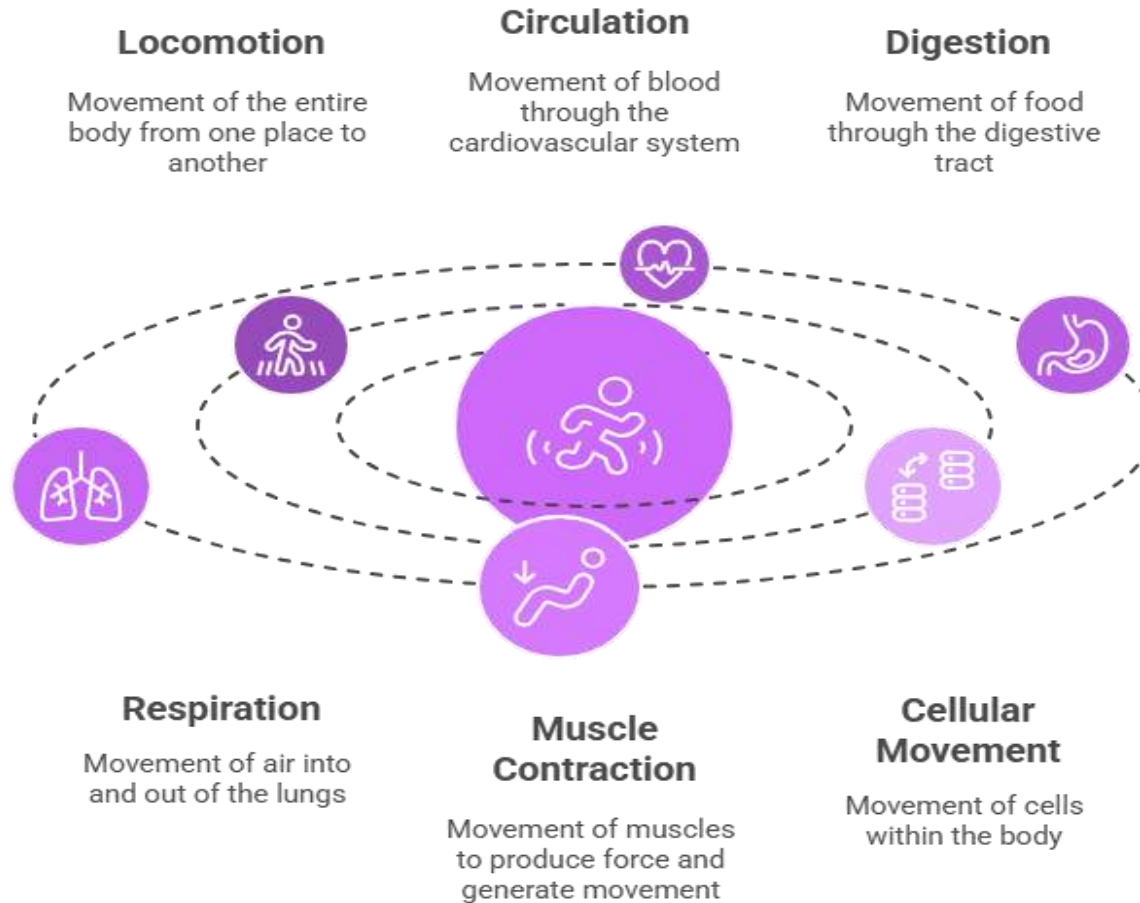 Locomotion
Movement of the entire
body from one place to
another
Circulation
Movement of blood
through the
cardiovascular system
Digestion
Movement of food
through the digestive
tract
Respiration
Movement of air into
and out of the lungs
Muscle
Contraction
Movement of muscles
to produce force and
generate movement
Cellular
Movement
Movement of cells
within the body